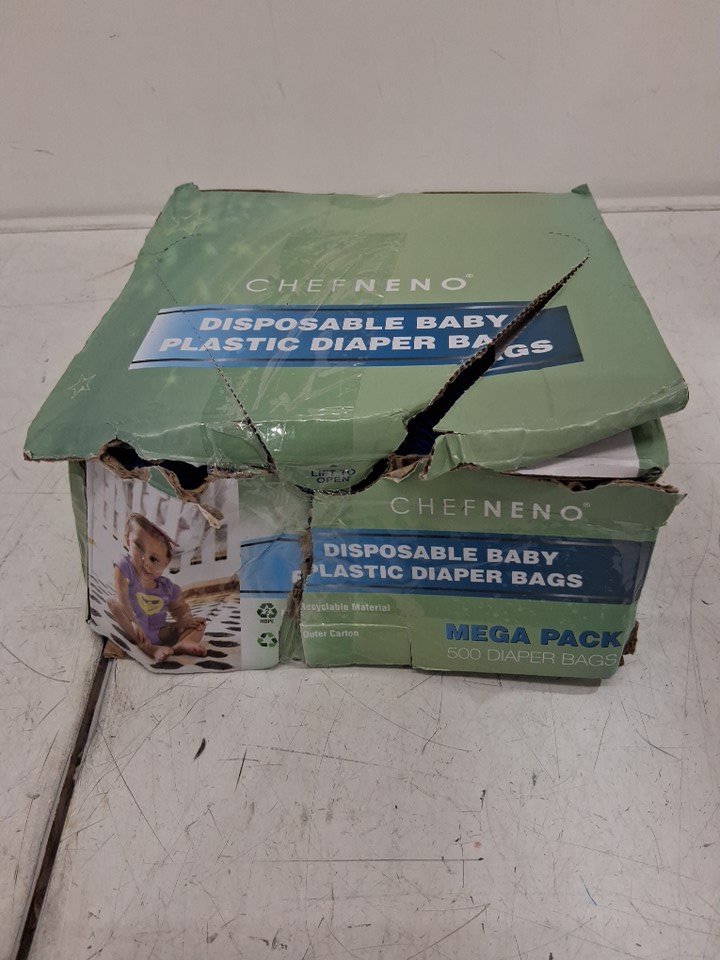 CHEFNENO®
DISPOSABLE BABY
PLASTIC DIAPER BAGS
LIFT TO
OPEN
CHEFNENO®
DISPOSABLE BABY
PLASTIC DIAPER BAGS
HDPE
Recyclable Material
Outer Carton
MEGA PACK
500 DIAPER BAGS